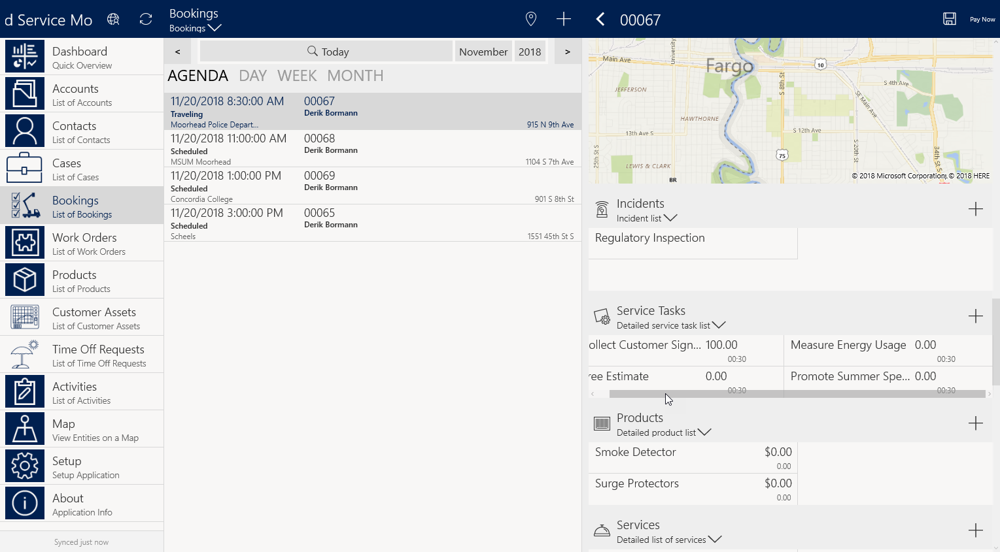 d Service Mo
Bookings
Bookings
00067
Pay Now
Dashboard
Quick Overview
Accounts
List of Accounts
Contacts
List of Contacts
Cases
List of Cases
Bookings
List of Bookings
Work Orders
List of Work Orders
Products
List of Products
Customer Assets
List of Customer Assets
Time Off Requests
List of Time Off Requests
Activities
List of Activities
Map
View Entities on a Map
Setup
Setup Application
About
Application Info
Synced just now
< Today November 2018 >
AGENDA DAY WEEK MONTH
11/20/2018 8:30:00 AM 00067
Traveling Derik Bormann
Moorhead Police Depart... 915 N 9th Ave
11/20/2018 11:00:00 AM 00068
Scheduled Derik Bormann
MSUM Moorhead 1104 S 7th Ave
11/20/2018 1:00:00 PM 00069
Scheduled Derik Bormann
Concordia College 901 S 8th St
11/20/2018 3:00:00 PM 00065
Scheduled Derik Bormann
Scheels 1551 45th St S
Main Ave
University
Fargo
10
S 8th St
S 4th Ave
JEFFERSON
SE Main Ave
HAWTHORNE
13th Ave S
S 12th Ave
25th St S
75
S 20th St
34th St S
LEWIS & CLARK
BR
© 2018 Microsoft Corporation, © 2018 HERE
Incidents
Incident list
Regulatory Inspection
Service Tasks
Detailed service task list
ollect Customer Sign... 100.00 Measure Energy Usage 0.00
00:30 00:30
ree Estimate 0.00 Promote Summer Spe... 0.00
00:30 00:30
Products
Detailed product list
Smoke Detector $0.00
0.00
Surge Protectors $0.00
0.00
Services
Detailed list of services